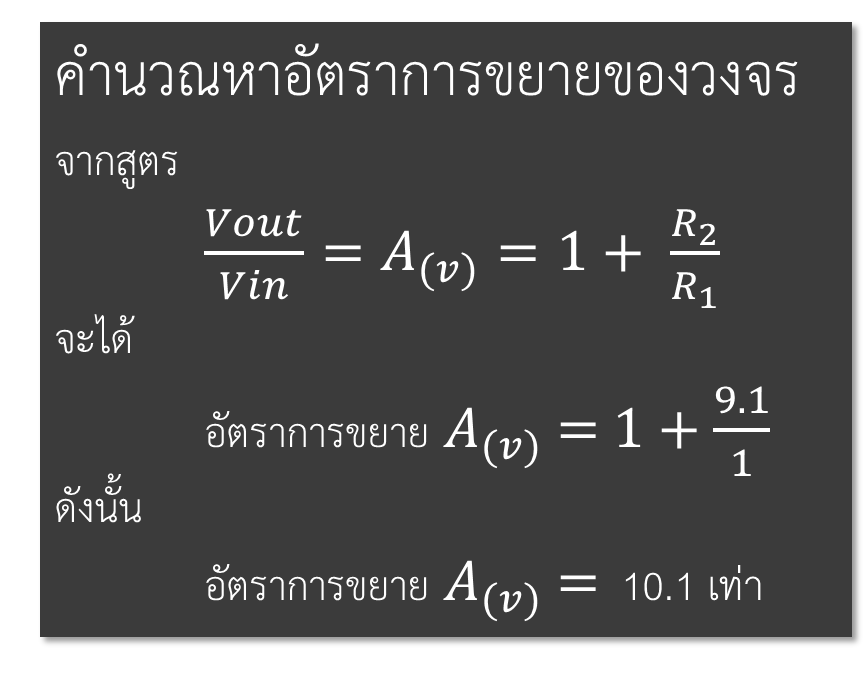 คำนวณหาอัตราการขยายของวงจร
จากสูตร
Vout/Vin = A(v) = 1 + R₂/R₁
จะได้
อัตราการขยาย A(v) = 1 + 9.1/1
ดังนั้น
อัตราการขยาย A(v) = 10.1 เท่า